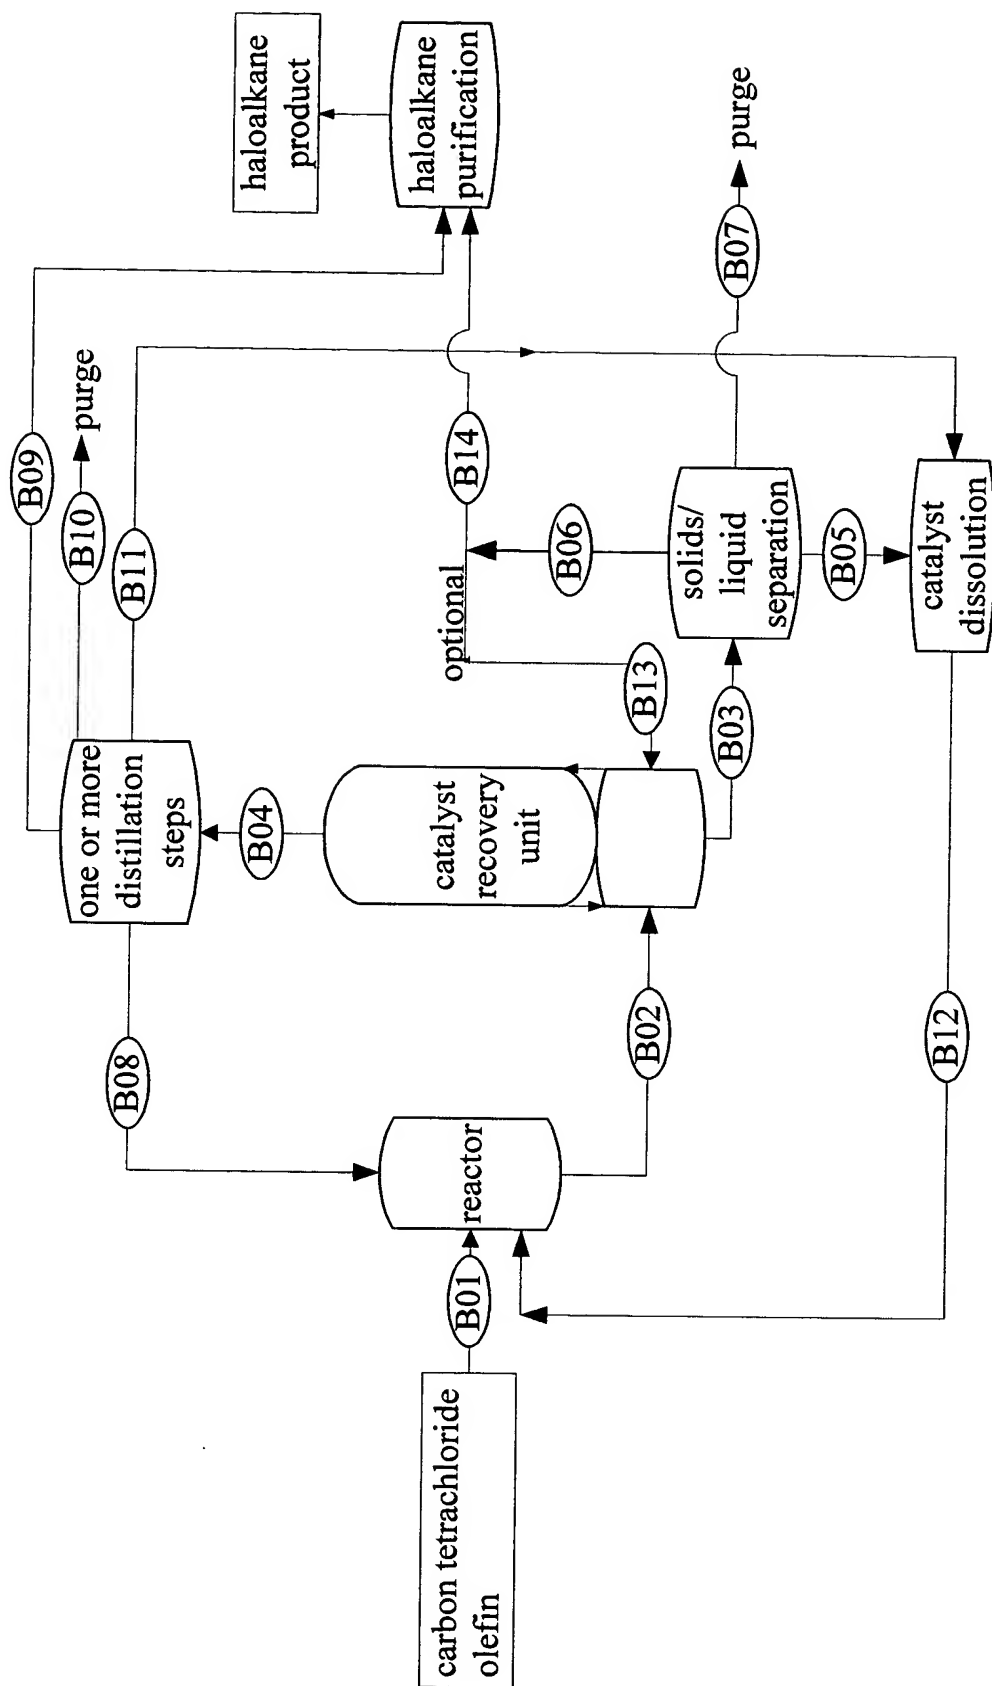 haloalkane
product
haloalkane
purification
purge
B07
B09
purge
B10
B11
B14
optional
B06
solids/
liquid
separation
B05
catalyst
dissolution
one or more
distillation
steps
B04
catalyst
recovery
unit
B13
B03
B08
B02
B12
reactor
B01
carbon tetrachloride
olefin